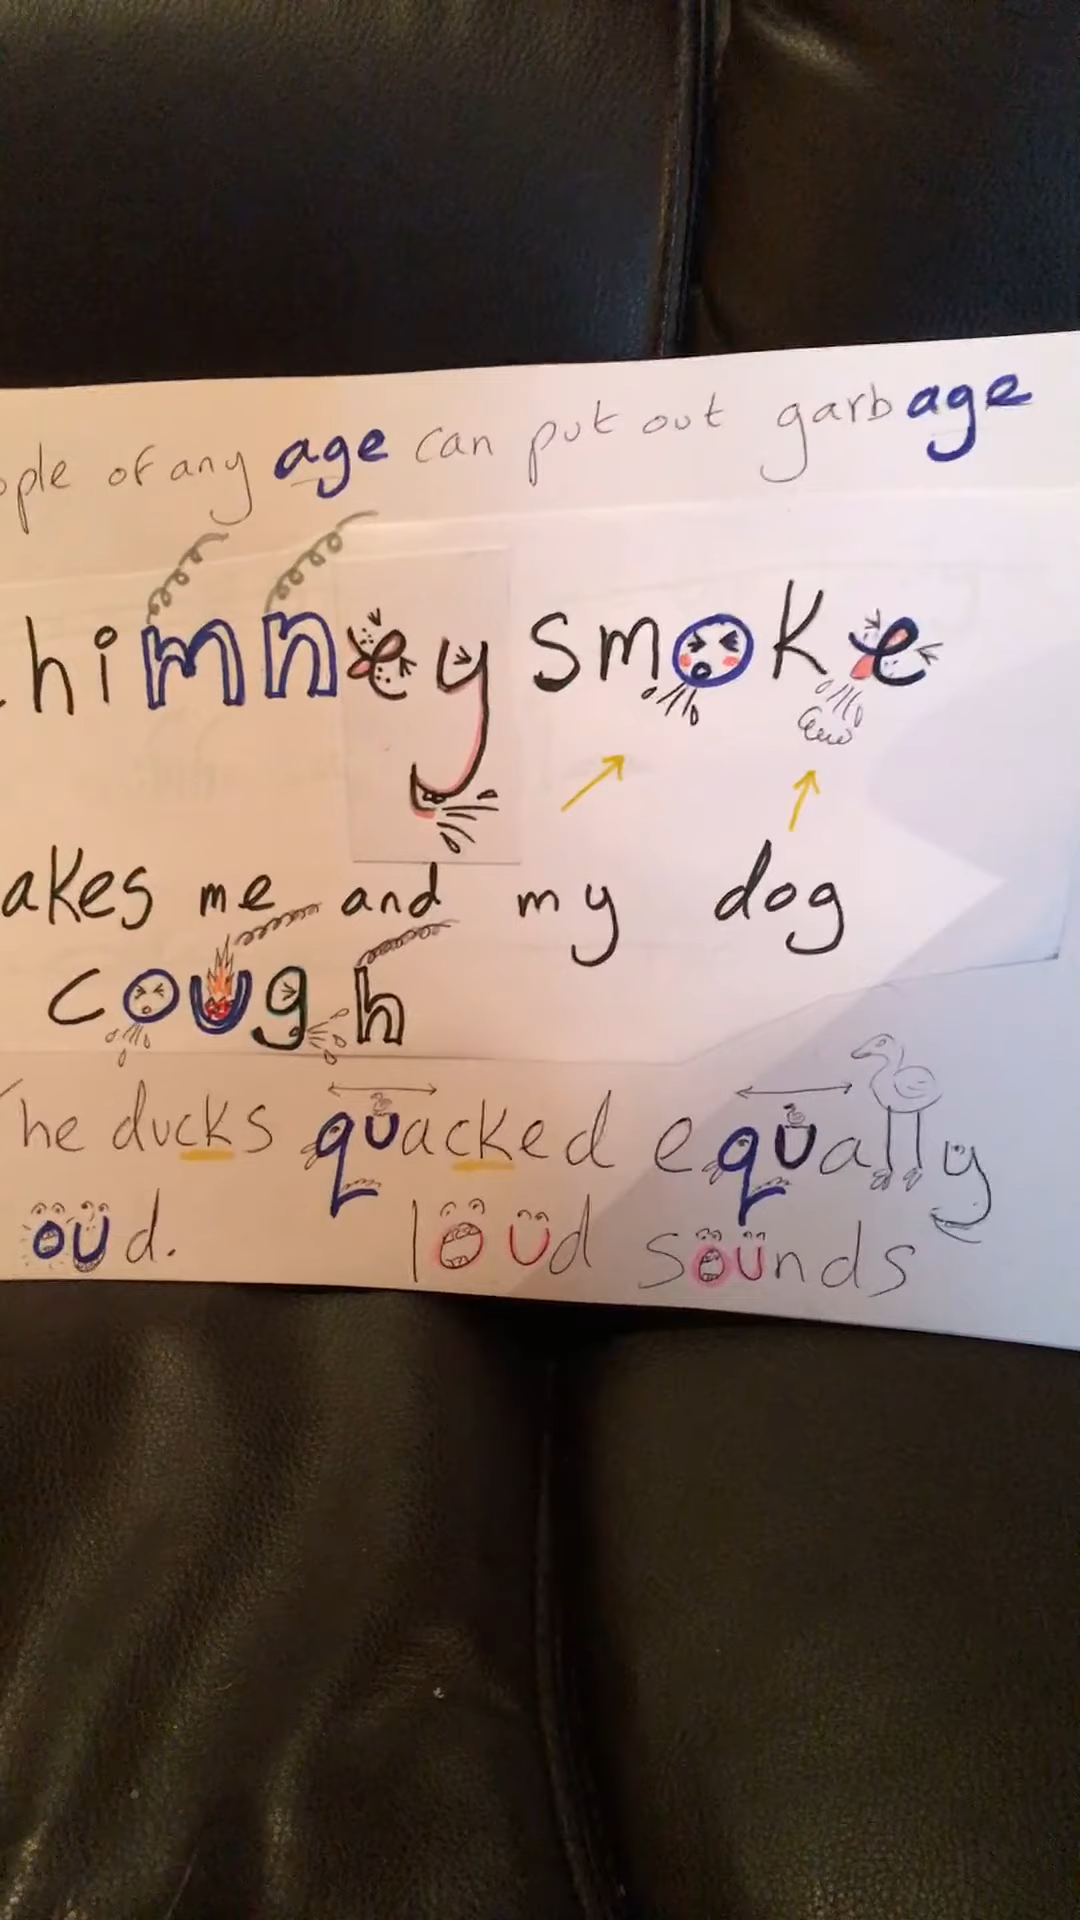 ople of any age can put out garbage
himney smoke
akes me and my dog
cough
he ducks quacked equally
oud. loud sounds